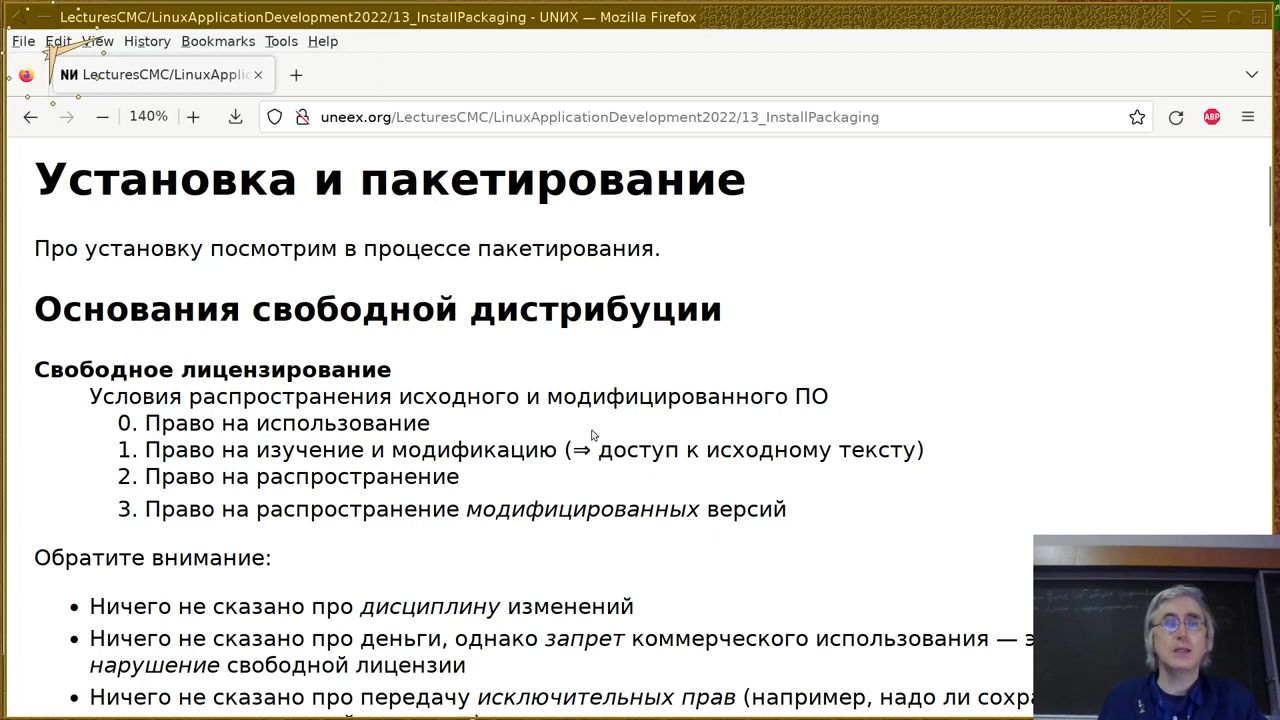 LecturesCMC/LinuxApplicationDevelopment2022/13_InstallPackaging - UNИX — Mozilla Firefox
File Edit View History Bookmarks Tools Help
NИ LecturesCMC/LinuxApplic
140%
uneex.org/LecturesCMC/LinuxApplicationDevelopment2022/13_InstallPackaging
ABP
Установка и пакетирование
Про установку посмотрим в процессе пакетирования.
Основания свободной дистрибуции
Свободное лицензирование
Условия распространения исходного и модифицированного ПО
0. Право на использование
1. Право на изучение и модификацию (⇒ доступ к исходному тексту)
2. Право на распространение
3. Право на распространение модифицированных версий
Обратите внимание:
• Ничего не сказано про дисциплину изменений
• Ничего не сказано про деньги, однако запрет коммерческого использования —
нарушение свободной лицензии
• Ничего не сказано про передачу исключительных прав (например, надо ли